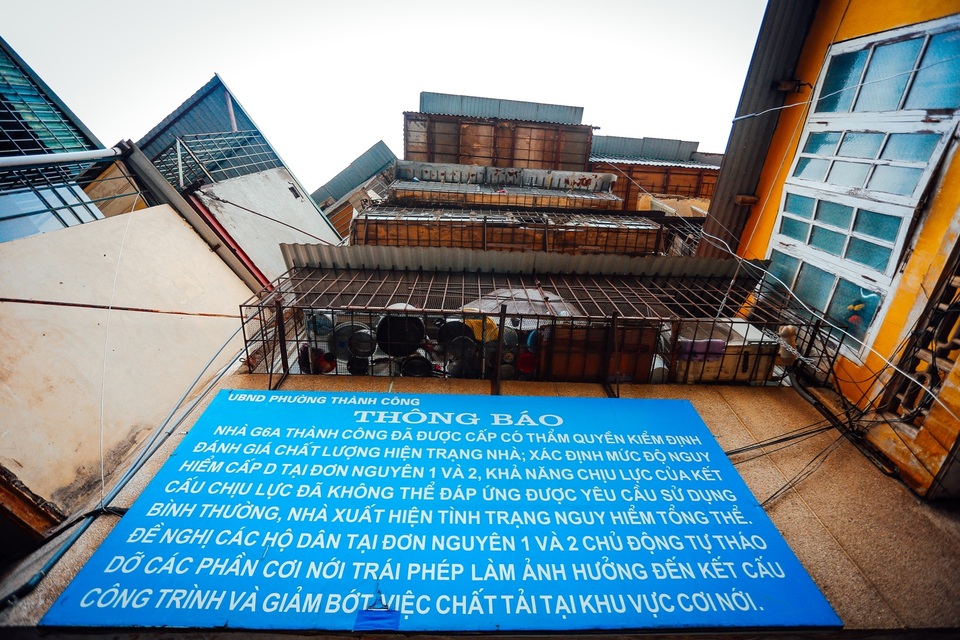 UBND PHƯỜNG THÀNH CÔNG
THÔNG BÁO
NHÀ G6A THÀNH CÔNG ĐÃ ĐƯỢC CẤP CÓ THẨM QUYỀN KIỂM ĐỊNH
ĐÁNH GIÁ CHẤT LƯỢNG HIỆN TRẠNG NHÀ; XÁC ĐỊNH MỨC ĐỘ NGUY
HIỂM CẤP D TẠI ĐƠN NGUYÊN 1 VÀ 2, KHẢ NĂNG CHỊU LỰC CỦA KẾT
CẤU CHỊU LỰC ĐÃ KHÔNG THỂ ĐÁP ỨNG ĐƯỢC YÊU CẦU SỬ DỤNG
BÌNH THƯỜNG, NHÀ XUẤT HIỆN TÌNH TRẠNG NGUY HIỂM TỔNG THỂ.
ĐỀ NGHỊ CÁC HỘ DÂN TẠI ĐƠN NGUYÊN 1 VÀ 2 CHỦ ĐỘNG TỰ THÁO
DỠ CÁC PHẦN CƠI NỚI TRÁI PHÉP LÀM ẢNH HƯỞNG ĐẾN KẾT CẤU
CÔNG TRÌNH VÀ GIẢM BỚT VIỆC CHẤT TẢI TẠI KHU VỰC CƠI NỚI.